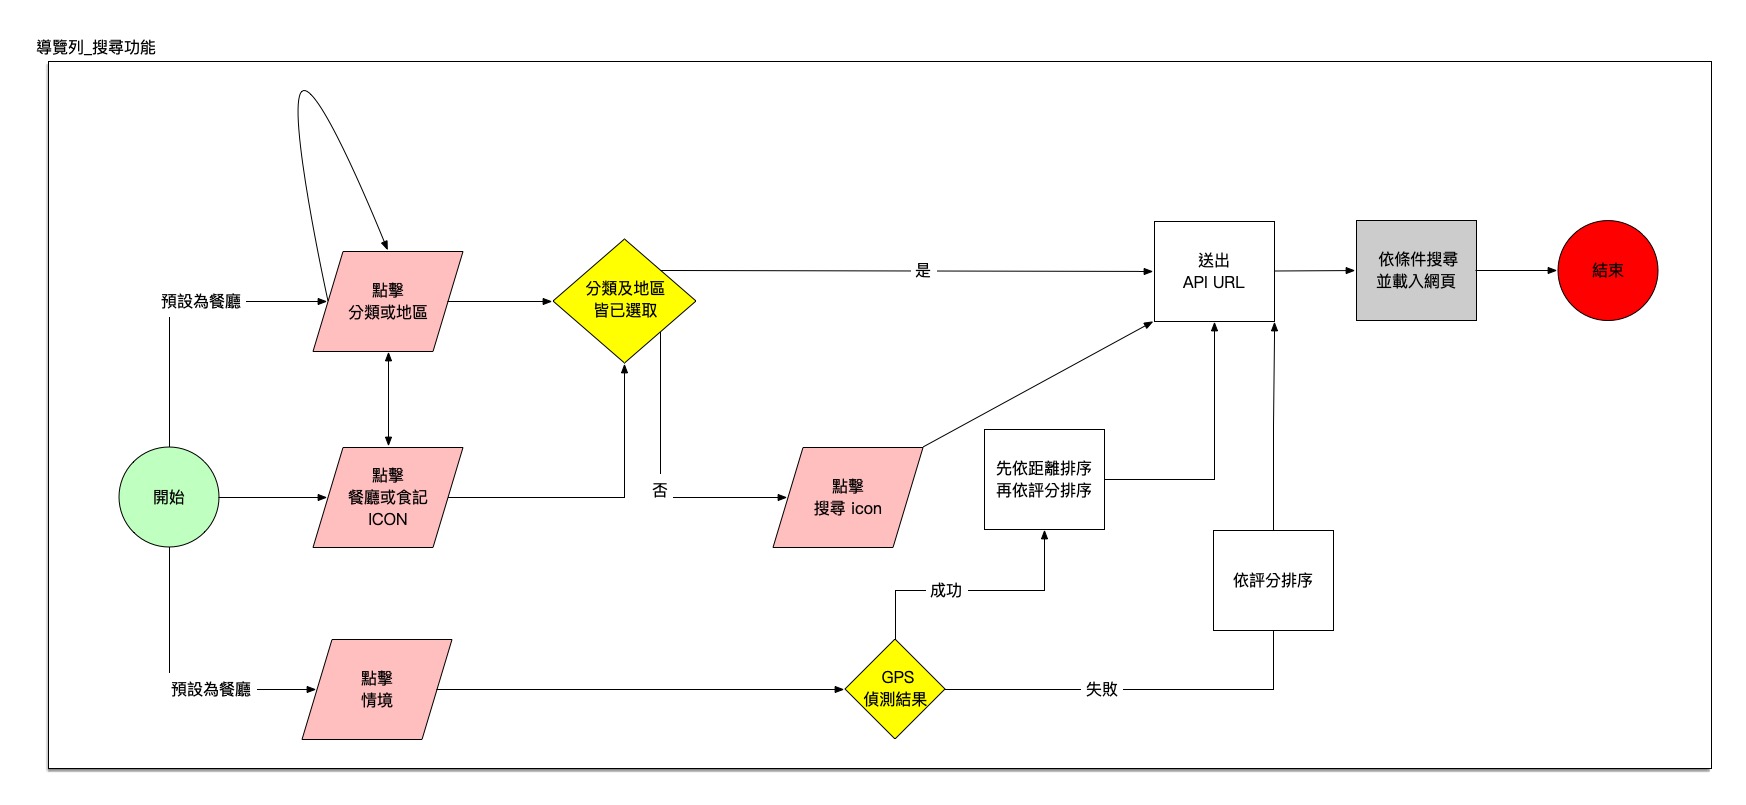 導覽列_搜尋功能
預設為餐廳
點擊
分類或地區
分類及地區
皆已選取
是
送出
API URL
依條件搜尋
並載入網頁
結束
開始
點擊
餐廳或食記
ICON
否
點擊
搜尋 icon
先依距離排序
再依評分排序
成功
依評分排序
預設為餐廳
點擊
情境
GPS
偵測結果
失敗